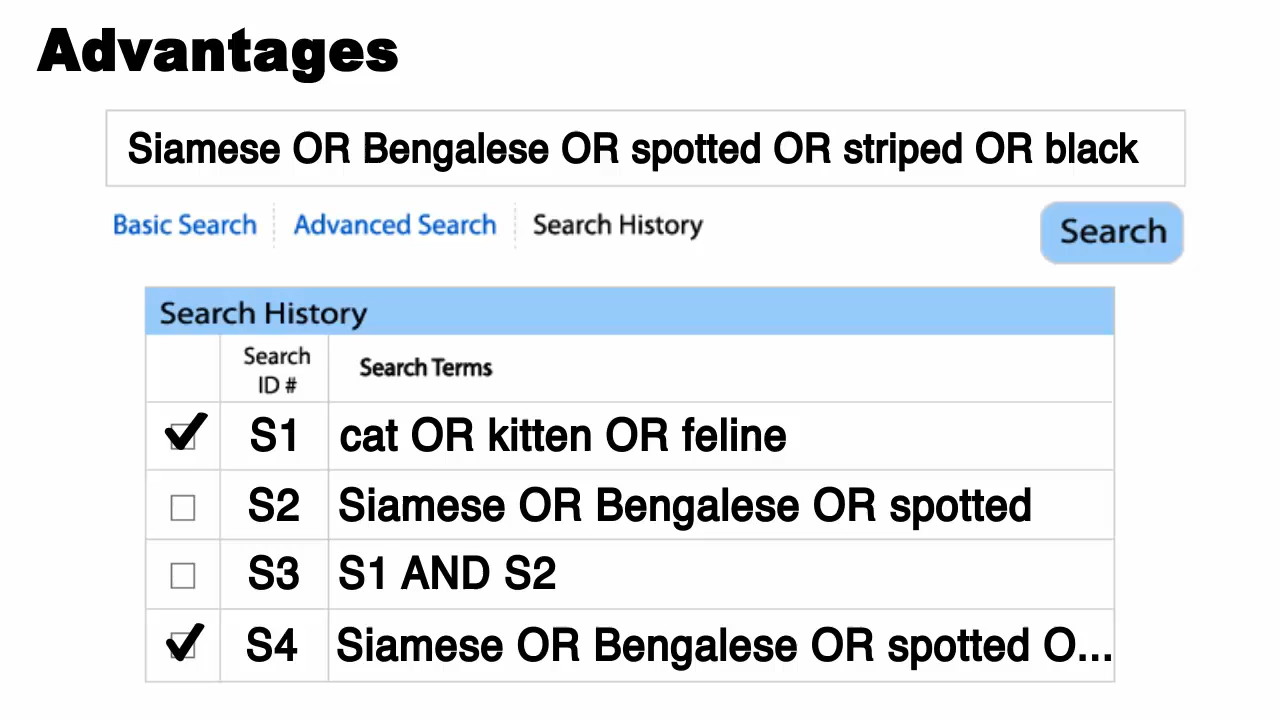 Advantages
Siamese OR Bengalese OR spotted OR striped OR black
Basic Search Advanced Search Search History
Search
Search History
Search ID # Search Terms
S1 cat OR kitten OR feline
S2 Siamese OR Bengalese OR spotted
S3 S1 AND S2
S4 Siamese OR Bengalese OR spotted O...